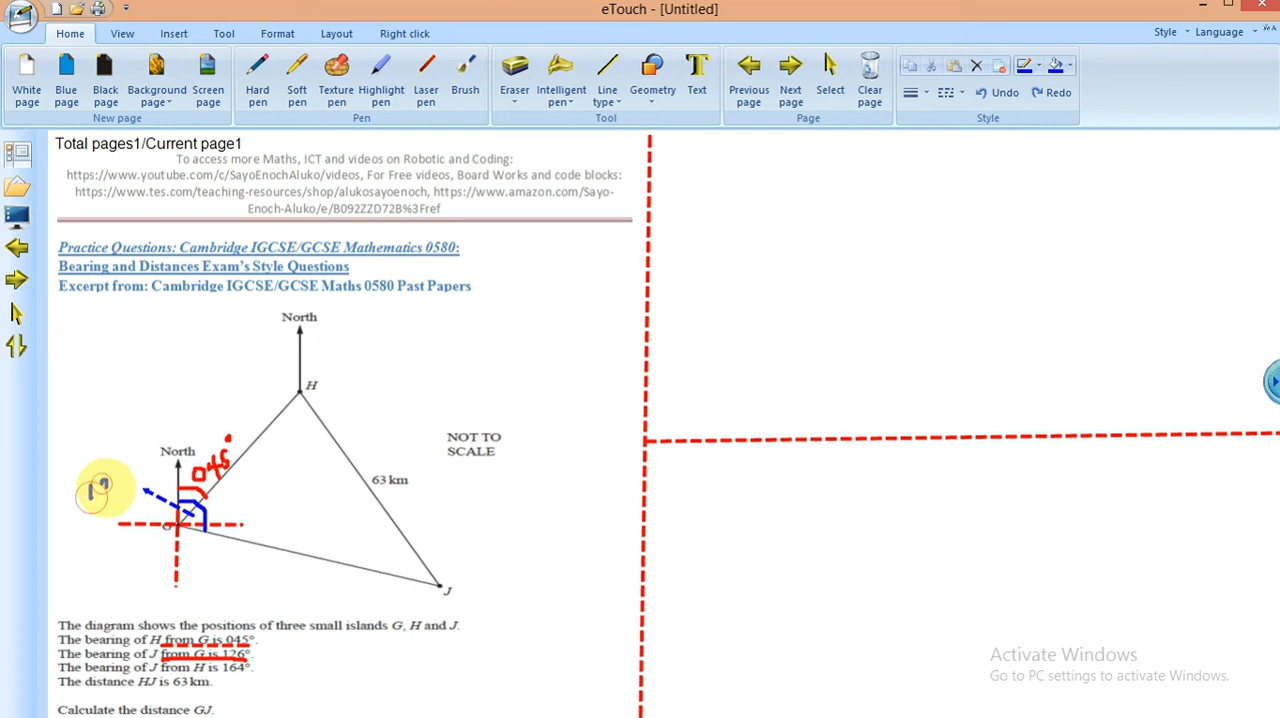 eTouch - [Untitled]
Home View Insert Tool Format Layout Right click
Style Language
White page
Blue page
Black page
Background page
Screen page
Hard pen
Soft pen
Texture pen
Highlight pen
Laser pen
Brush
Eraser
Intelligent pen
Line type
Geometry
Text
Previous page
Next page
Select
Clear page
Undo
Redo
New page
Pen
Tool
Page
Style
Total pages1/Current page1
To access more Maths, ICT and videos on Robotic and Coding:
https://www.youtube.com/c/SayoEnochAluko/videos, For Free videos, Board Works and code blocks:
https://www.tes.com/teaching-resources/shop/alukosayoenoch, https://www.amazon.com/Sayo-
Enoch-Aluko/e/B092ZZD72B%3Fref
Practice Questions: Cambridge IGCSE/GCSE Mathematics 0580:
Bearing and Distances Exam's Style Questions
Excerpt from: Cambridge IGCSE/GCSE Maths 0580 Past Papers
North
H
NOT TO
SCALE
North
045
63 km
G
J
The diagram shows the positions of three small islands G, H and J.
The bearing of H from G is 045°.
The bearing of J from G is 126°.
The bearing of J from H is 164°.
The distance HJ is 63 km.
Calculate the distance GJ.
Activate Windows
Go to PC settings to activate Windows.